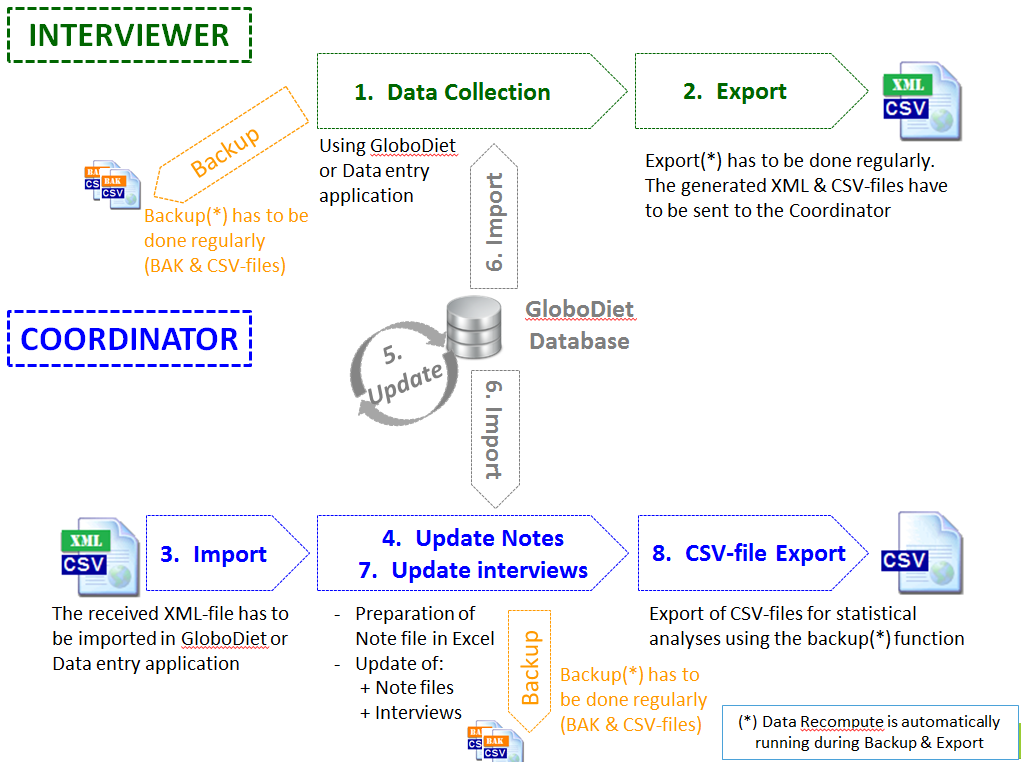 INTERVIEWER
1. Data Collection
2. Export
XML
CSV
Backup
BA
CS
BAK
CSV
Backup(*) has to be
done regularly
(BAK & CSV-files)
Using GloboDiet
or Data entry
application
Export(*) has to be done regularly.
The generated XML & CSV-files have
to be sent to the Coordinator
6. Import
GloboDiet
Database
COORDINATOR
5.
Update
6. Import
XML
CSV
3. Import
4. Update Notes
7. Update interviews
8. CSV-file Export
CSV
The received XML-file has to
be imported in GloboDiet or
Data entry application
- Preparation of
Note file in Excel
- Update of:
+ Note files
+ Interviews
Backup
Backup(*) has to
be done regularly
(BAK & CSV-files)
BA
CS
BAK
CSV
Export of CSV-files for statistical
analyses using the backup(*) function
(*) Data Recompute is automatically
running during Backup & Export